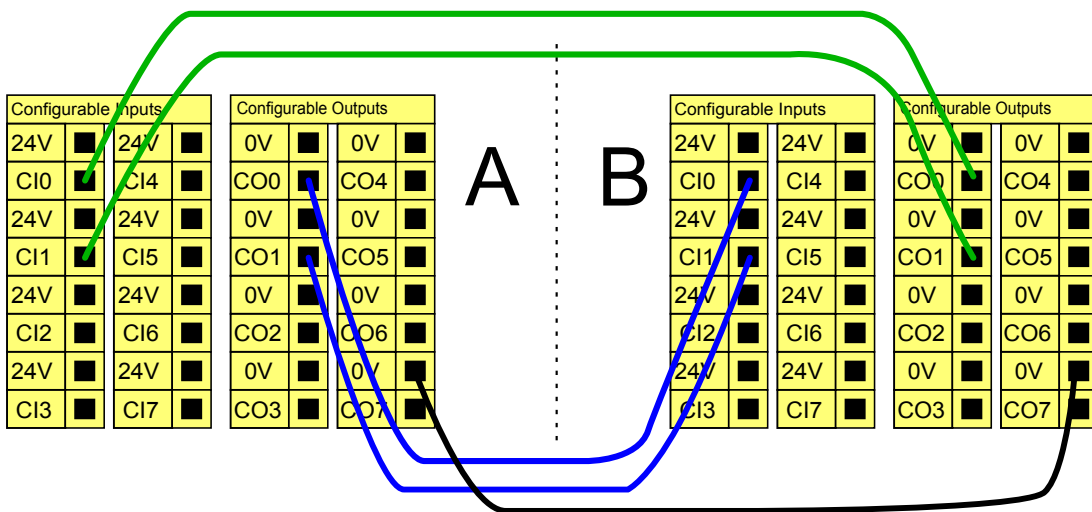 Configurable Inputs
24V 24V
CI0 CI4
24V 24V
CI1 CI5
24V 24V
CI2 CI6
24V 24V
CI3 CI7
Configurable Outputs
0V 0V
CO0 CO4
0V 0V
CO1 CO5
0V 0V
CO2 CO6
0V 0V
CO3 CO7
A
B
Configurable Inputs
24V 24V
CI0 CI4
24V 24V
CI1 CI5
24V 24V
CI2 CI6
24V 24V
CI3 CI7
Configurable Outputs
0V 0V
CO0 CO4
0V 0V
CO1 CO5
0V 0V
CO2 CO6
0V 0V
CO3 CO7